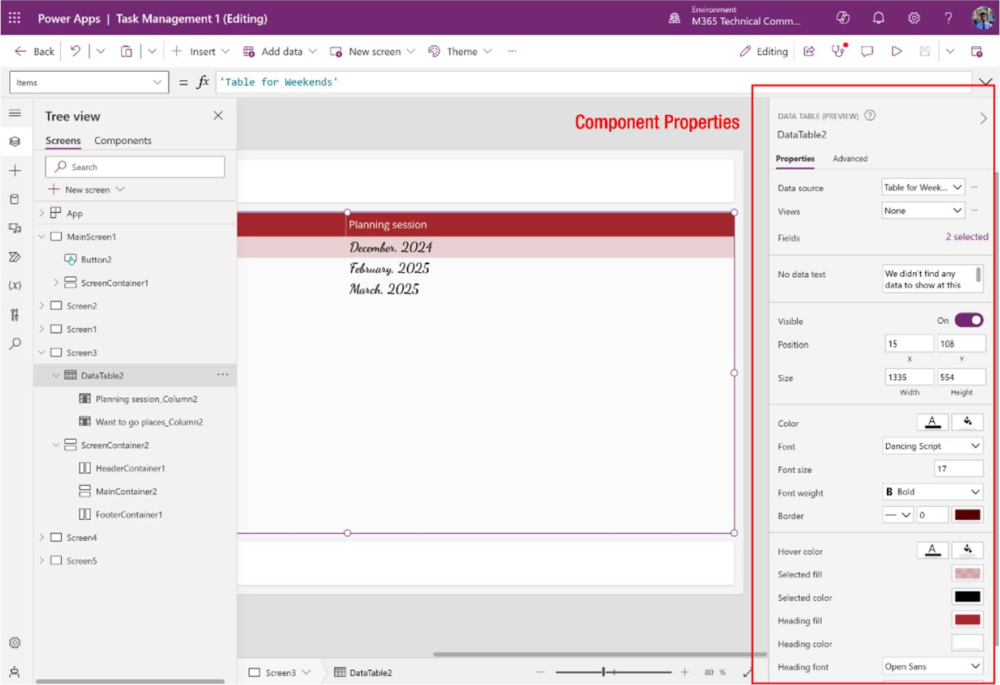 Power Apps | Task Management 1 (Editing)
Environment
M365 Technical Comm...
Back
Insert
Add data
New screen
Theme
...
Editing
Items
= fx 'Table for Weekends'
Tree view
Screens Components
Search
New screen
App
MainScreen1
Button2
ScreenContainer1
Screen2
Screen1
Screen3
DataTable2 ...
Planning session_Column2
Want to go places_Column2
ScreenContainer2
HeaderContainer1
MainContainer2
FooterContainer1
Screen4
Screen5
Component Properties
Planning session
December, 2024
February, 2025
March, 2025
Screen3
DataTable2
80 %
DATA TABLE (PREVIEW)
DataTable2
Properties Advanced
Data source Table for Week... ...
Views None ...
Fields 2 selected
No data text We didn't find any
data to show at this
Visible On
Position 15 108
X Y
Size 1335 554
Width Height
Color A
Font Dancing Script
Font size 17
Font weight B Bold
Border 0
Hover color A
Selected fill
Selected color
Heading fill
Heading color
Heading font Open Sans